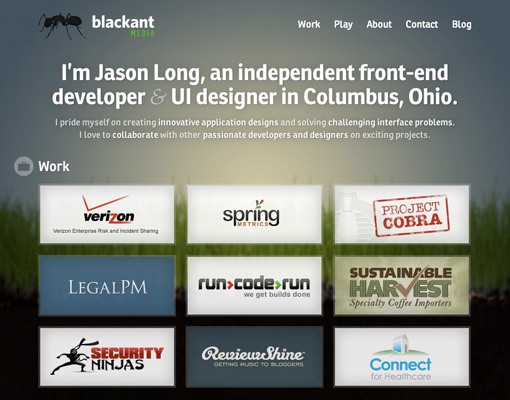 blackant
MEDIA
Work Play About Contact Blog
I'm Jason Long, an independent front-end
developer & UI designer in Columbus, Ohio.
I pride myself on creating innovative application designs and solving challenging interface problems.
I love to collaborate with other passionate developers and designers on exciting projects.
Work
verizon
Verizon Enterprise Risk and Incident Sharing
spring
METRICS
PROJECT
COBRA
LEGALPM
run>code>run
we get builds done
SUSTAINABLE
HARVEST
Specialty Coffee Importers
SECURITY
NINJAS
ReviewShine
GETTING MUSIC TO BLOGGERS
Connect
for Healthcare